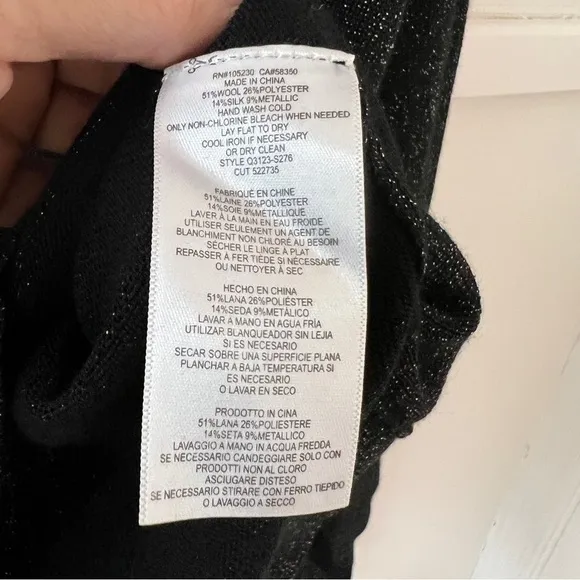 RN#105230 CA#58350
MADE IN CHINA
51%WOOL 26%POLYESTER
14%SILK 9%METALLIC
HAND WASH COLD
ONLY NON-CHLORINE BLEACH WHEN NEEDED
LAY FLAT TO DRY
COOL IRON IF NECESSARY
OR DRY CLEAN
STYLE Q3123-S276
CUT 522735
FABRIQUÉ EN CHINE
51%LAINE 26%POLYESTER
14%SOIE 9%METALLIQUE
LAVER À LA MAIN EN EAU FROIDE
UTILISER SEULEMENT UN AGENT DE
BLANCHIMENT NON CHLORÉ AU BESOIN
SÉCHER LE LINGE À PLAT
REPASSER À FER TIÉDE SI NÉCESSAIRE
OU NETTOYER À SEC
HECHO EN CHINA
51%LANA 26%POLIÉSTER
14%SEDA 9%METÁLICO
LAVAR A MANO EN AGUA FRÍA
UTILIZAR BLANQUEADOR SIN LEJIA
SI ES NECESARIO
SECAR SOBRE UNA SUPERFICIE PLANA
PLANCHAR A BAJA TEMPERATURA SI
ES NECESARIO
O LAVAR EN SECO
PRODOTTO IN CINA
51%LANA 26%POLIESTERE
14%SETA 9%METALLICO
LAVAGGIO A MANO IN ACQUA FREDDA
SE NECESSARIO CANDEGGIARE SOLO CON
PRODOTTI NON AL CLORO
ASCIUGARE DISTESO
SE NECESSARIO STIRARE CON FERRO TIEPIDO
O LAVAGGIO A SECCO